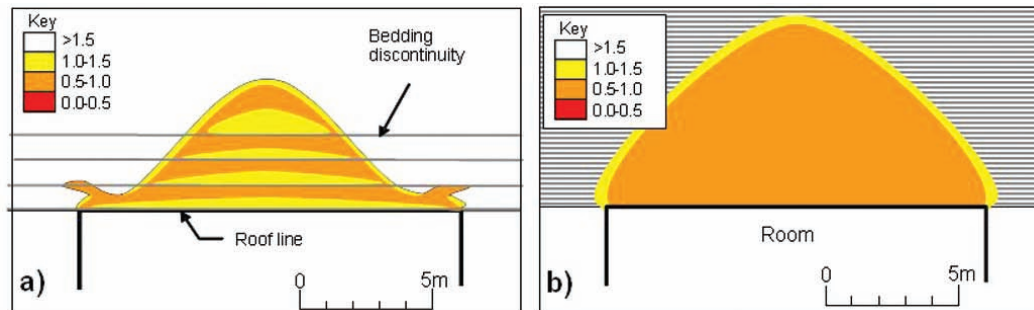 Key
>1.5
1.0-1.5
0.5-1.0
0.0-0.5
Bedding
discontinuity
Roof line
0 5m
a)
Key
>1.5
1.0-1.5
0.5-1.0
0.0-0.5
Room
0 5m
b)